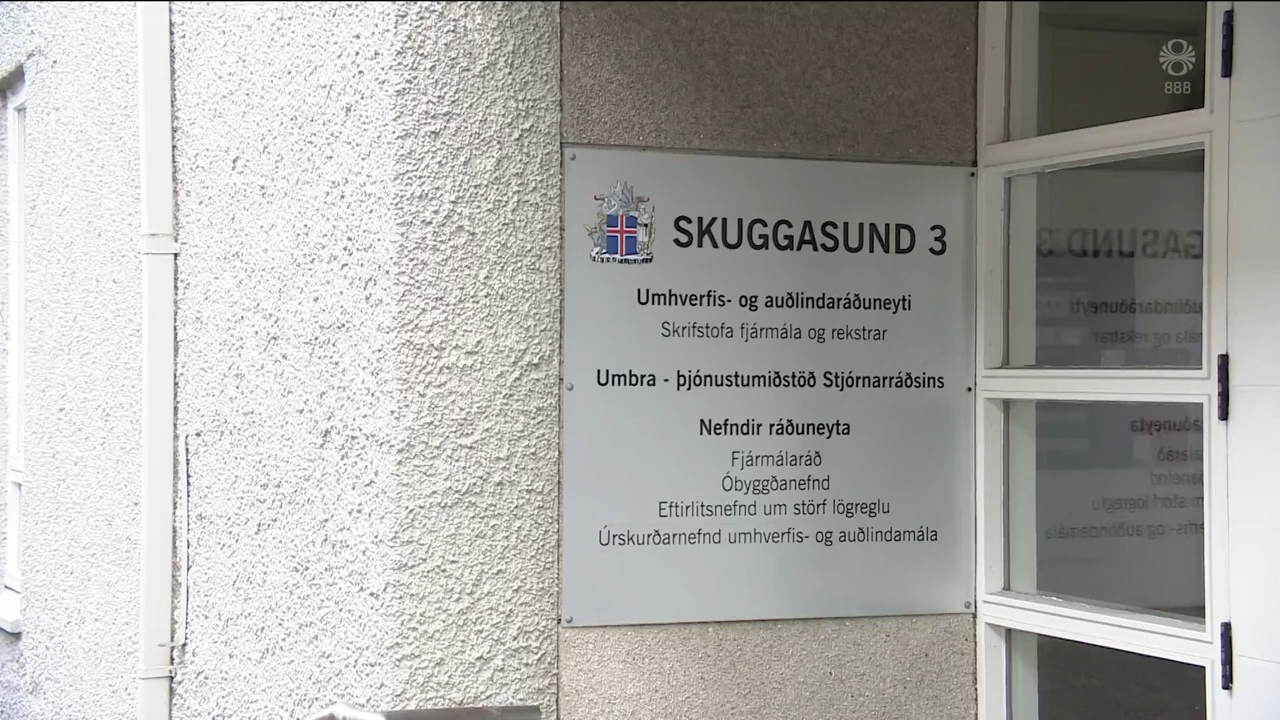 888
SKUGGASUND 3
Umhverfis- og auðlindaráðuneyti
Skrifstofa fjármála og rekstrar
Umbra - þjónustumiðstöð Stjórnarráðsins
Nefndir ráðuneyta
Fjármálaráð
Óbyggðanefnd
Eftirlitsnefnd um störf lögreglu
Úrskurðarnefnd umhverfis- og auðlindamála